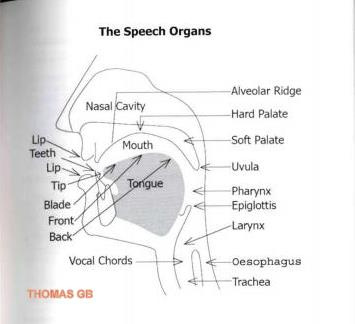 The Speech Organs
Alveolar Ridge
Nasal Cavity
Hard Palate
Lip
Mouth
Soft Palate
Teeth
Lip
Uvula
Tip
Tongue
Pharynx
Blade
Epiglottis
Front
Larynx
Back
Vocal Chords
Oesophagus
Trachea
THOMAS GB